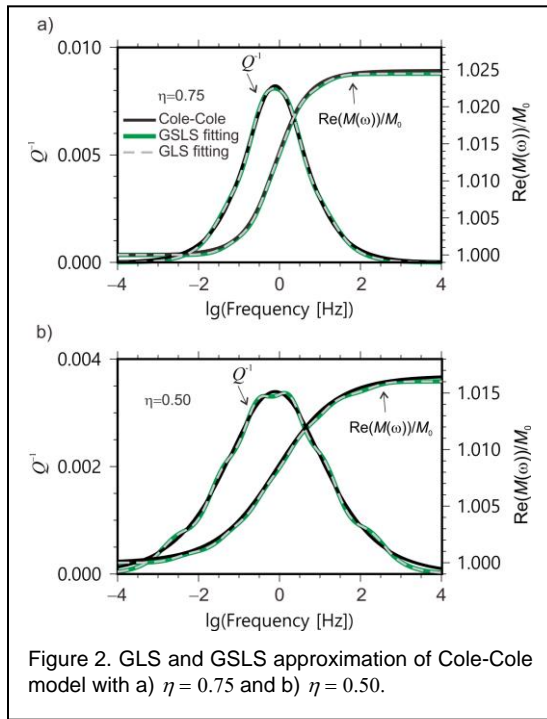 a)
0.010
Q⁻¹
1.025
η=0.75
1.020
Cole-Cole
GSLS fitting
GLS fitting
Re(M(ω))/M₀
Q⁻¹
0.005
1.015
Re(M(ω))/M₀
1.010
1.005
0.000
1.000
−4 −2 0 2 4
lg(Frequency [Hz])
b)
0.004
Q⁻¹
1.015
η=0.50
Re(M(ω))/M₀
Q⁻¹
0.002
1.010
Re(M(ω))/M₀
1.005
0.000
1.000
−4 −2 0 2 4
lg(Frequency [Hz])
Figure 2. GLS and GSLS approximation of Cole-Cole
model with a) η = 0.75 and b) η = 0.50.